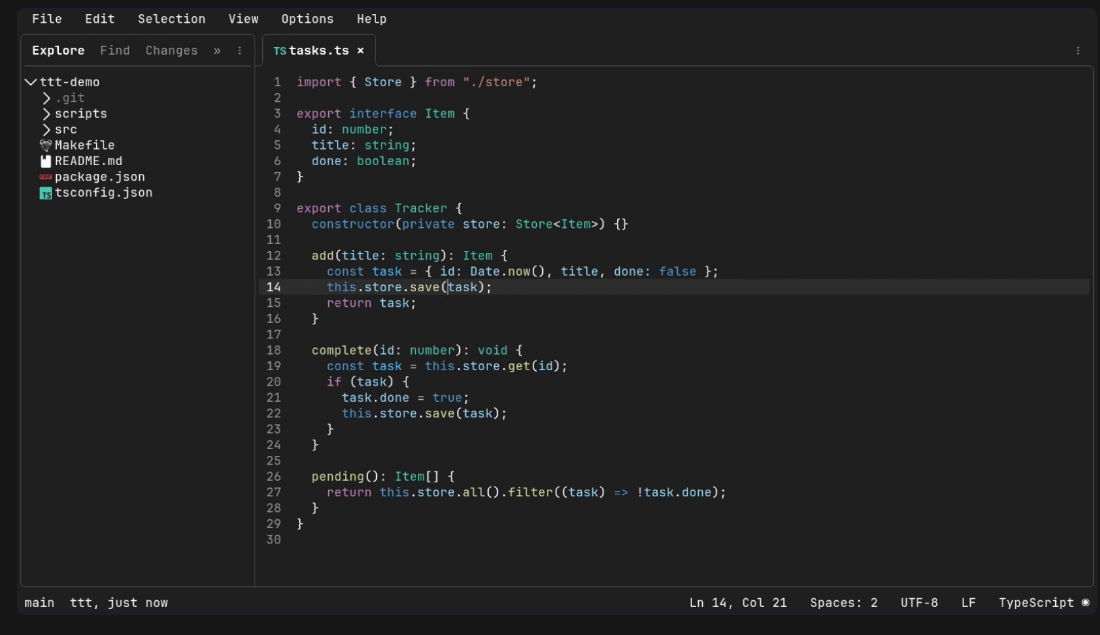 File Edit Selection View Options Help
Explore Find Changes » ⋮
TS tasks.ts × ⋮
ttt-demo
.git
scripts
src
Makefile
README.md
package.json
TS tsconfig.json
1 import { Store } from "./store";
2
3 export interface Item {
4   id: number;
5   title: string;
6   done: boolean;
7 }
8
9 export class Tracker {
10   constructor(private store: Store<Item>) {}
11
12   add(title: string): Item {
13     const task = { id: Date.now(), title, done: false };
14     this.store.save(task);
15     return task;
16   }
17
18   complete(id: number): void {
19     const task = this.store.get(id);
20     if (task) {
21       task.done = true;
22       this.store.save(task);
23     }
24   }
25
26   pending(): Item[] {
27     return this.store.all().filter((task) => !task.done);
28   }
29 }
30
main ttt, just now Ln 14, Col 21 Spaces: 2 UTF-8 LF TypeScript ◉